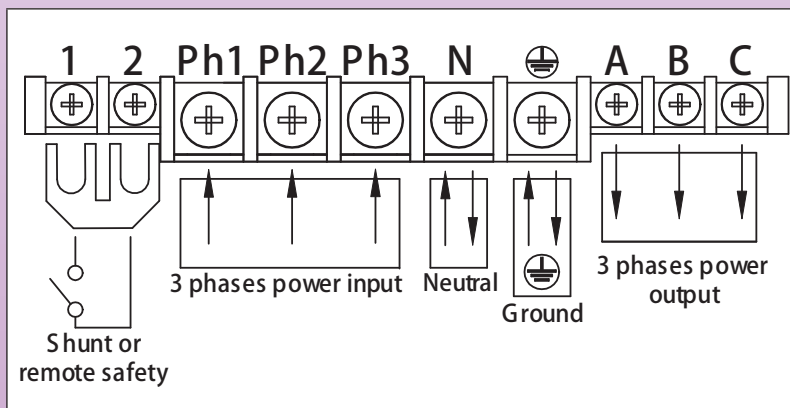 1 2 Ph1 Ph2 Ph3 N A B C
3 phases power input
Neutral
Ground
3 phases power
output
Shunt or
remote safety